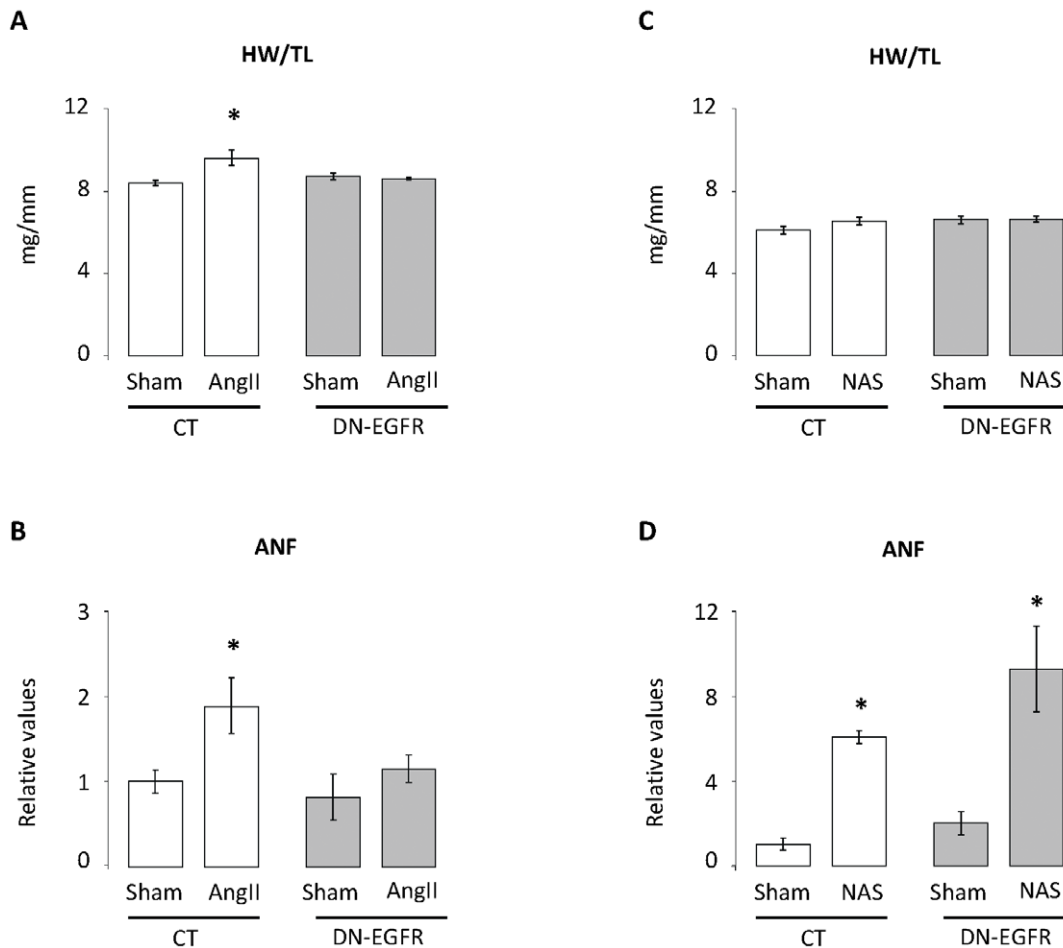 A
HW/TL
12
*
8
4
0
mg/mm
Sham AngII Sham AngII
CT DN-EGFR
C
HW/TL
12
8
4
0
mg/mm
Sham NAS Sham NAS
CT DN-EGFR
B
ANF
3
*
2
1
0
Relative values
Sham AngII Sham AngII
CT DN-EGFR
D
ANF
12
*
8
*
4
0
Relative values
Sham NAS Sham NAS
CT DN-EGFR